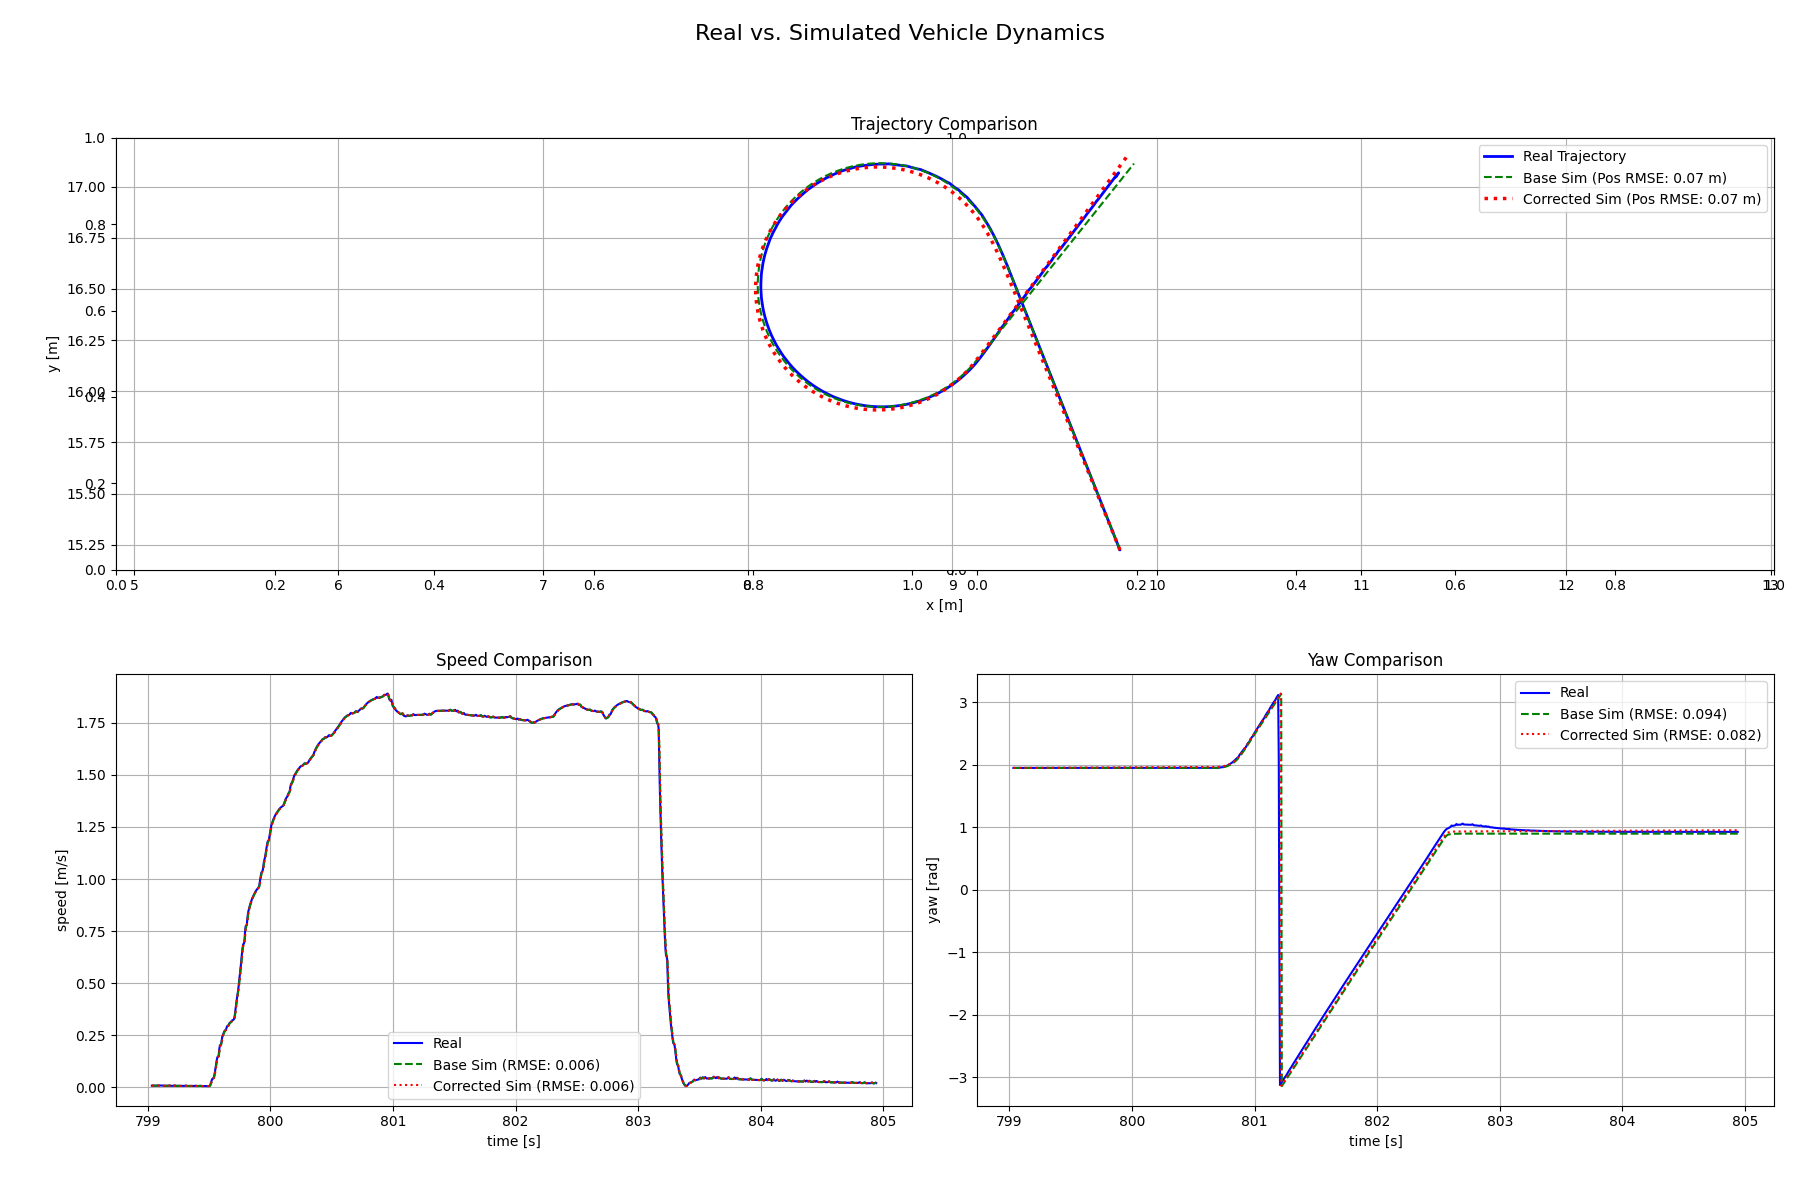 Real vs. Simulated Vehicle Dynamics
Trajectory Comparison
Real Trajectory
Base Sim (Pos RMSE: 0.07 m)
Corrected Sim (Pos RMSE: 0.07 m)
1.0
17.00
0.8
16.75
16.50
0.6
16.25
16.00
0.4
15.75
0.2
15.50
15.25
0.0
y [m]
0.0 5 0.2 6 0.4 7 0.6 8 0.8 1.0 9 0.0 0.2 10 0.4 11 0.6 12 0.8 13 1.0
x [m]
Speed Comparison
1.75
1.50
1.25
1.00
0.75
0.50
0.25
0.00
speed [m/s]
Real
Base Sim (RMSE: 0.006)
Corrected Sim (RMSE: 0.006)
799 800 801 802 803 804 805
time [s]
Yaw Comparison
Real
Base Sim (RMSE: 0.094)
Corrected Sim (RMSE: 0.082)
3
2
1
0
−1
−2
−3
yaw [rad]
799 800 801 802 803 804 805
time [s]